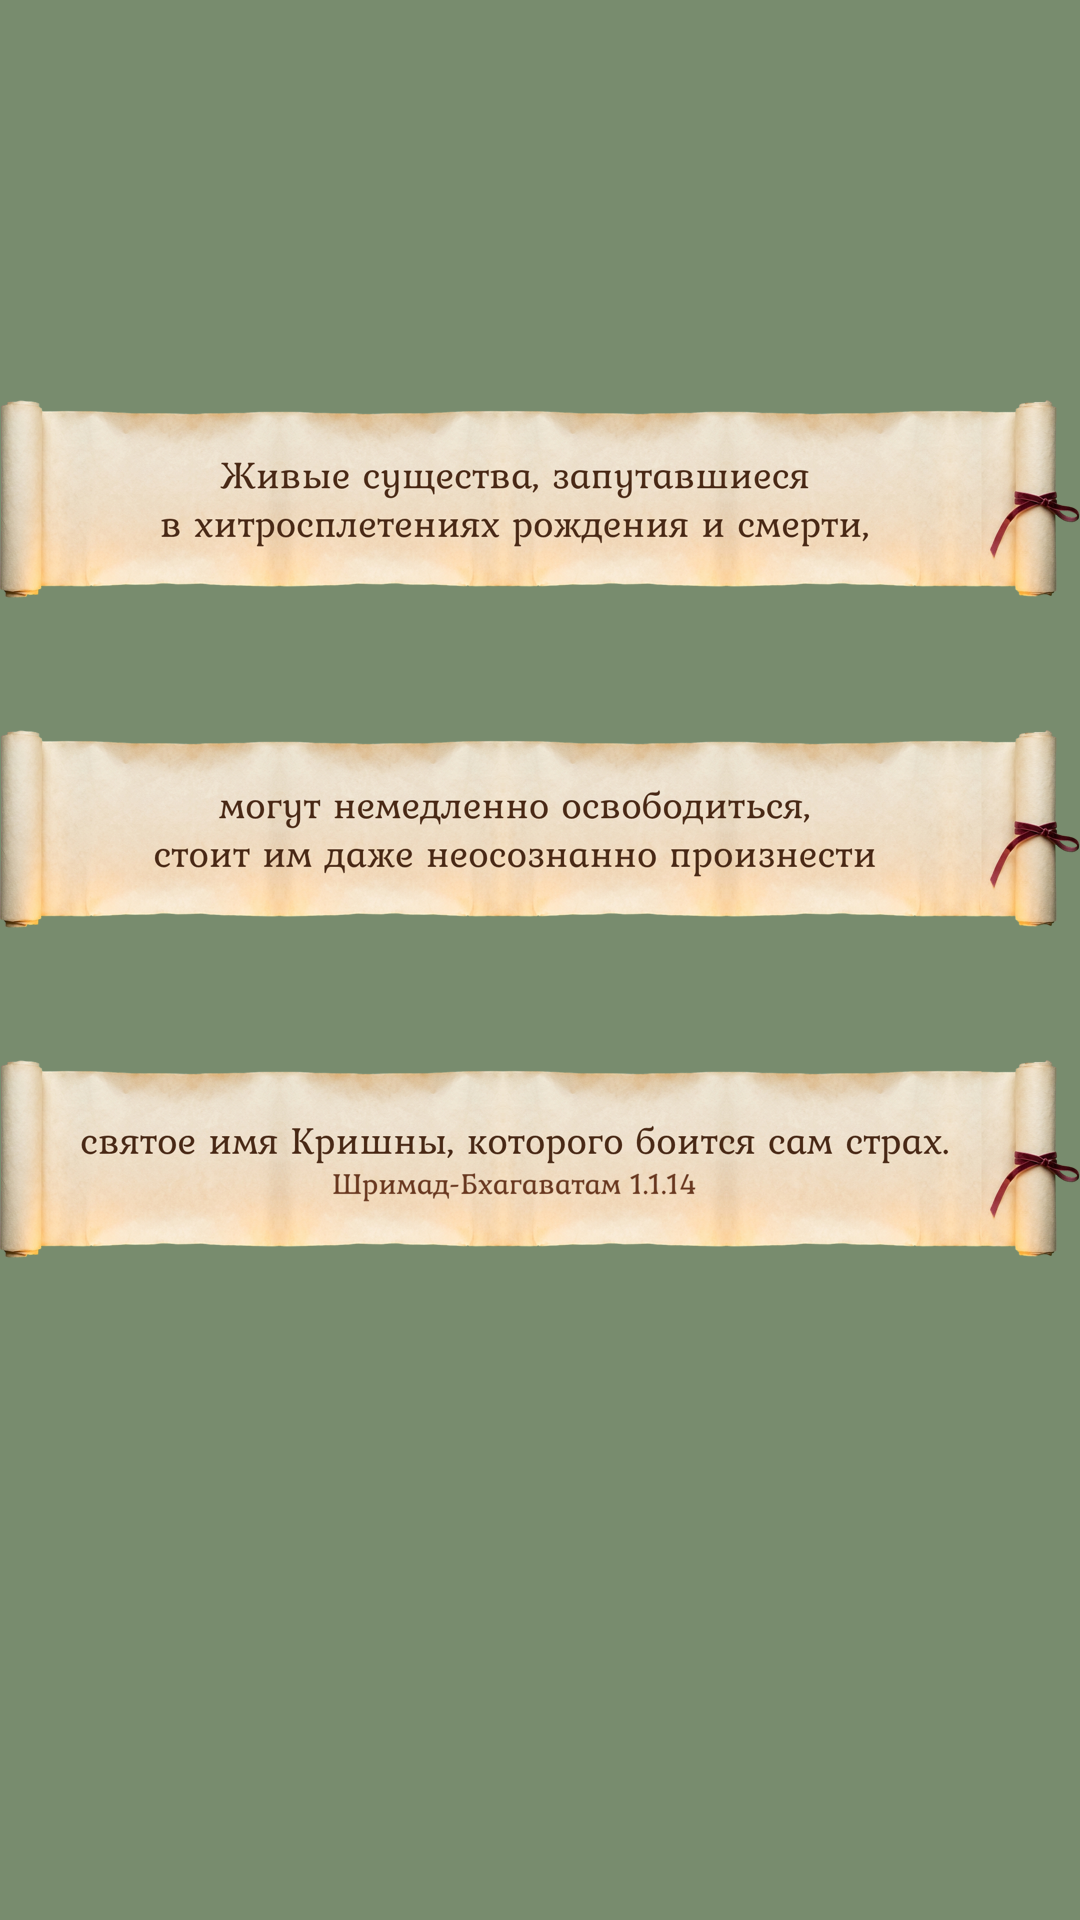 Живые существа, запутавшиеся
в хитросплетениях рождения и смерти,
могут немедленно освободиться,
стоит им даже неосознанно произнести
святое имя Кришны, которого боится сам страх.
Шримад-Бхагаватам 1.1.14